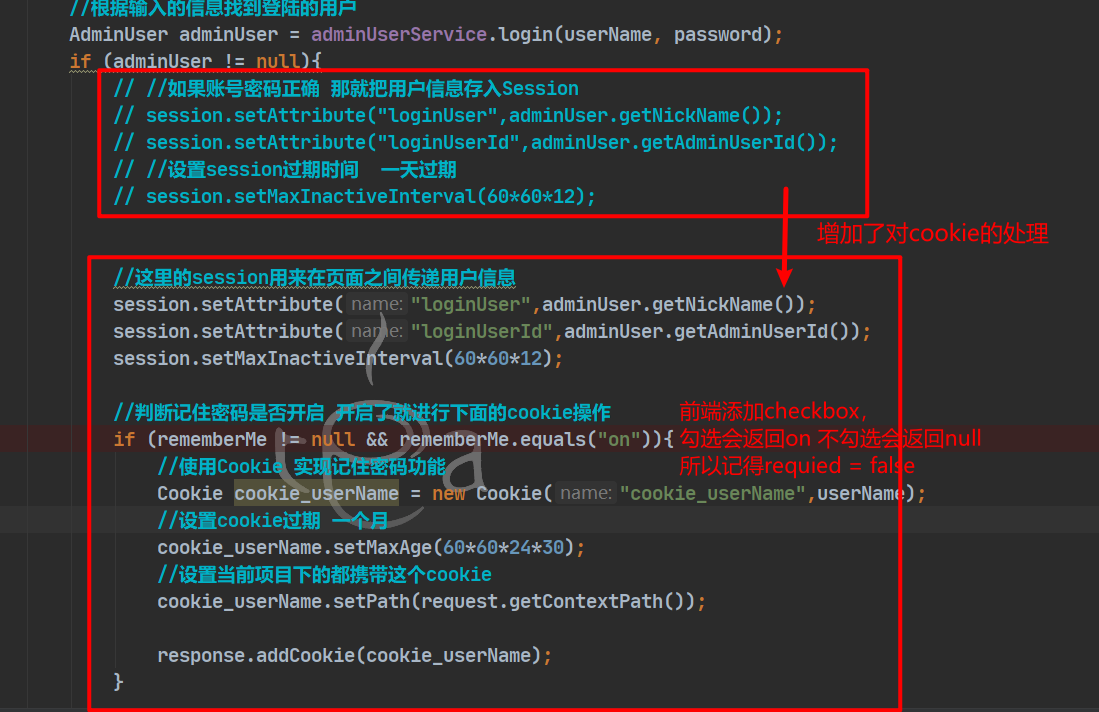 //根据输入的信息找到登陆的用户
AdminUser adminUser = adminUserService.login(userName, password);
if (adminUser != null){
// //如果账号密码正确 那就把用户信息存入Session
// session.setAttribute("loginUser",adminUser.getNickName());
// session.setAttribute("loginUserId",adminUser.getAdminUserId());
// //设置session过期时间  一天过期
// session.setMaxInactiveInterval(60*60*12);
增加了对cookie的处理
//这里的session用来在页面之间传递用户信息
session.setAttribute( name: "loginUser",adminUser.getNickName());
session.setAttribute( name: "loginUserId",adminUser.getAdminUserId());
session.setMaxInactiveInterval(60*60*12);
//判断记住密码是否开启 开启了就进行下面的cookie操作
前端添加checkbox,
if (rememberMe != null && rememberMe.equals("on")){
勾选会返回on 不勾选会返回null
//使用Cookie 实现记住密码功能
所以记得requied = false
Cookie cookie_userName = new Cookie( name: "cookie_userName",userName);
//设置cookie过期 一个月
cookie_userName.setMaxAge(60*60*24*30);
//设置当前项目下的都携带这个cookie
cookie_userName.setPath(request.getContextPath());
response.addCookie(cookie_userName);
}